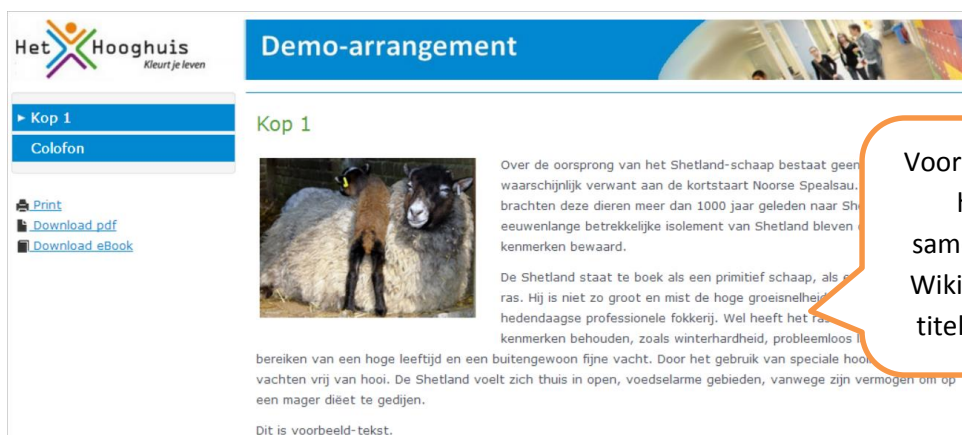 Het Hooghuis
Kleurt je leven
Demo-arrangement
► Kop 1
Colofon
Print
Download pdf
Download eBook
Kop 1
Over de oorsprong van het Shetland-schaap bestaat geen
waarschijnlijk verwant aan de kortstaart Noorse Spealsau.
brachten deze dieren meer dan 1000 jaar geleden naar
eeuwenlange betrekkelijke isolement van Shetland bleven
kenmerken bewaard.
De Shetland staat te boek als een primitief schaap, als
ras. Hij is niet zo groot en mist de hoge groeisnelheid
hedendaagse professionele fokkerij. Wel heeft het
kenmerken behouden, zoals winterhardheid, probleemloos
bereiken van een hoge leeftijd en een buitengewoon fijne vacht. Door het gebruik van speciale
vachten vrij van hooi. De Shetland voelt zich thuis in open, voedselarme gebieden, vanwege zijn vermogen om op
een mager diëet te gedijen.
Dit is voorbeeld-tekst.
Voor
sam
Wiki
titel